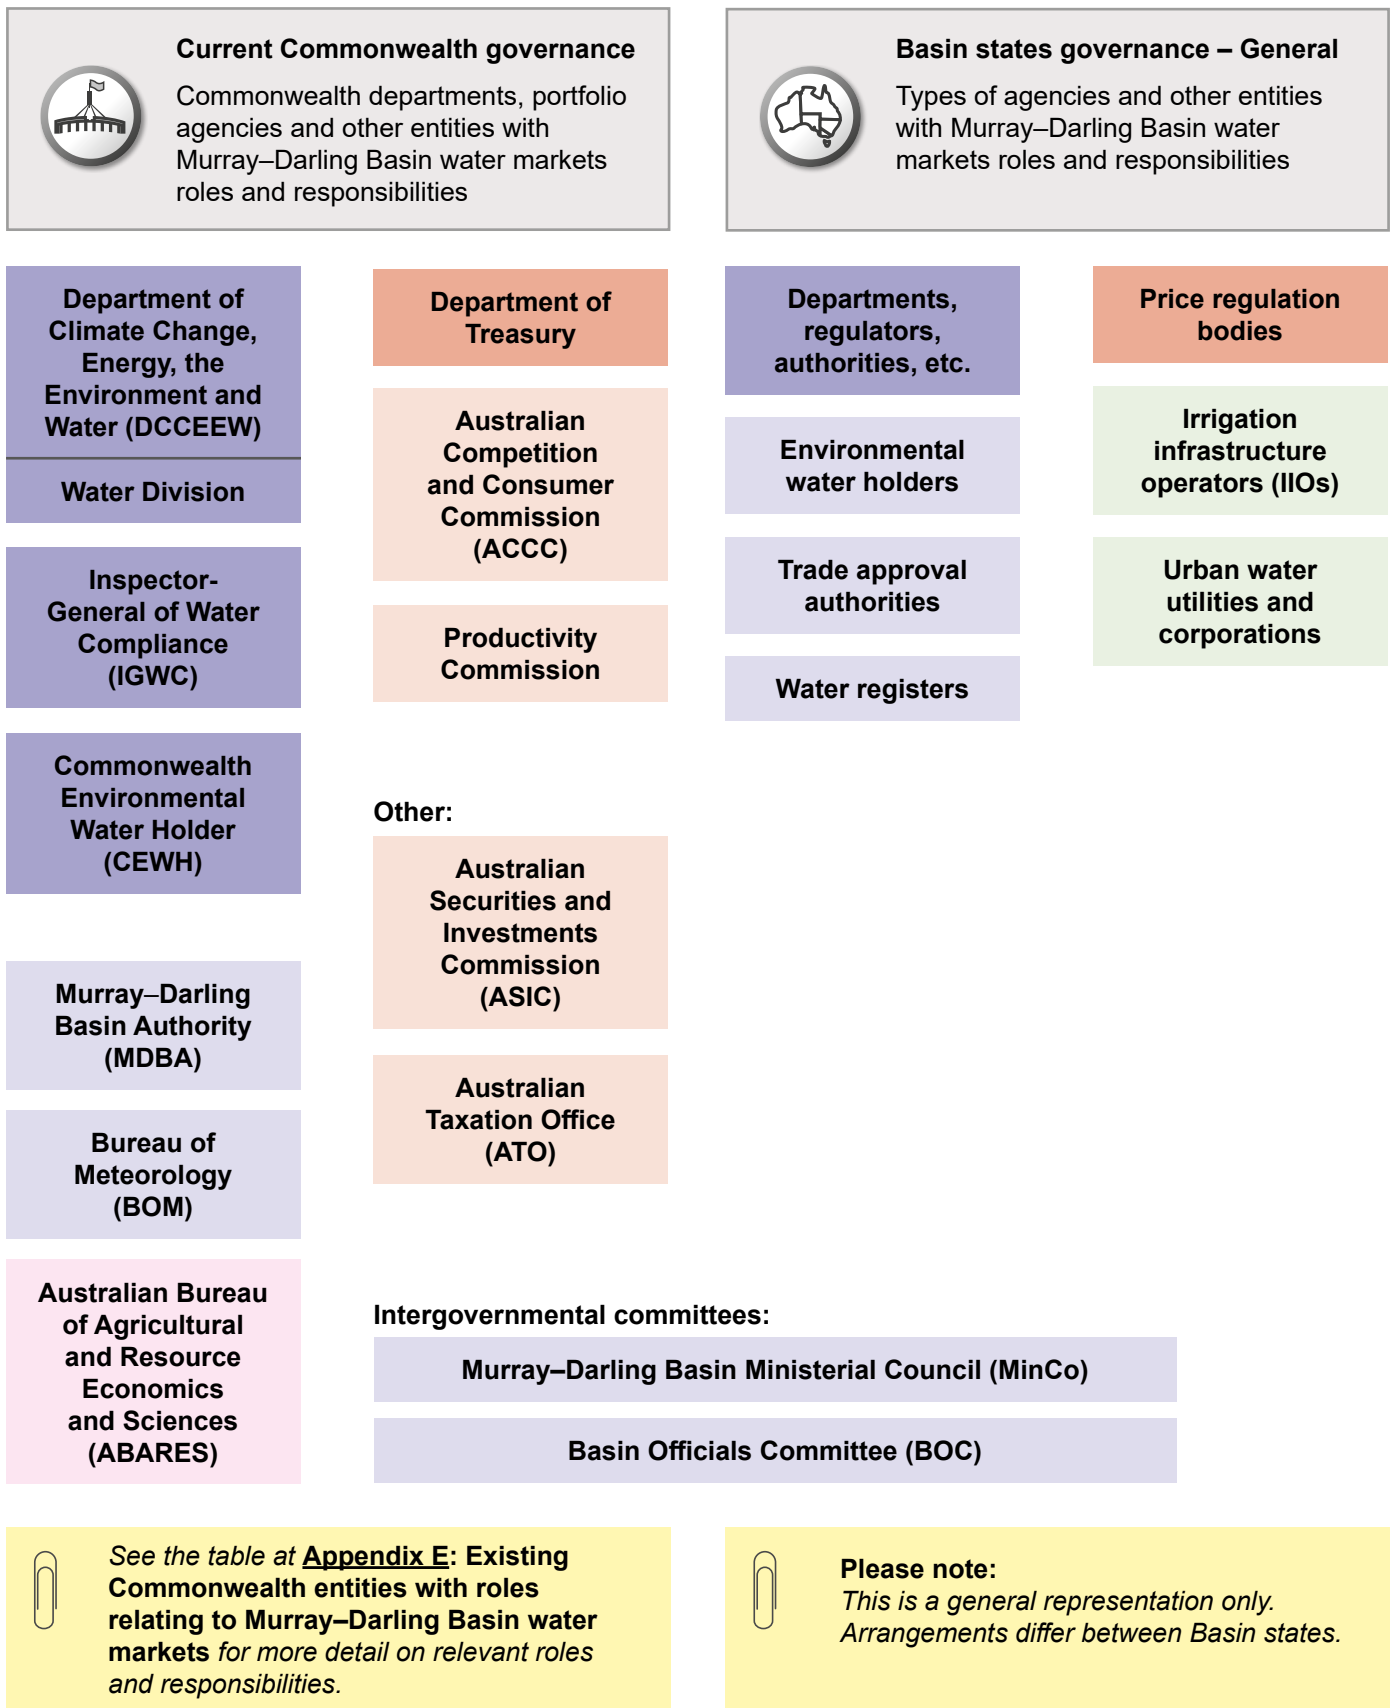 Current Commonwealth governance
Commonwealth departments, portfolio
agencies and other entities with
Murray–Darling Basin water markets
roles and responsibilities
Basin states governance – General
Types of agencies and other entities
with Murray–Darling Basin water
markets roles and responsibilities
Department of
Climate Change,
Energy, the
Environment and
Water (DCCEEW)
Water Division
Inspector-
General of Water
Compliance
(IGWC)
Commonwealth
Environmental
Water Holder
(CEWH)
Murray–Darling
Basin Authority
(MDBA)
Bureau of
Meteorology
(BOM)
Australian Bureau
of Agricultural
and Resource
Economics
and Sciences
(ABARES)
Department of
Treasury
Australian
Competition
and Consumer
Commission
(ACCC)
Productivity
Commission
Other:
Australian
Securities and
Investments
Commission
(ASIC)
Australian
Taxation Office
(ATO)
Departments,
regulators,
authorities, etc.
Environmental
water holders
Trade approval
authorities
Water registers
Price regulation
bodies
Irrigation
infrastructure
operators (IIOs)
Urban water
utilities and
corporations
Intergovernmental committees:
Murray–Darling Basin Ministerial Council (MinCo)
Basin Officials Committee (BOC)
See the table at Appendix E: Existing
Commonwealth entities with roles
relating to Murray–Darling Basin water
markets for more detail on relevant roles
and responsibilities.
Please note:
This is a general representation only.
Arrangements differ between Basin states.